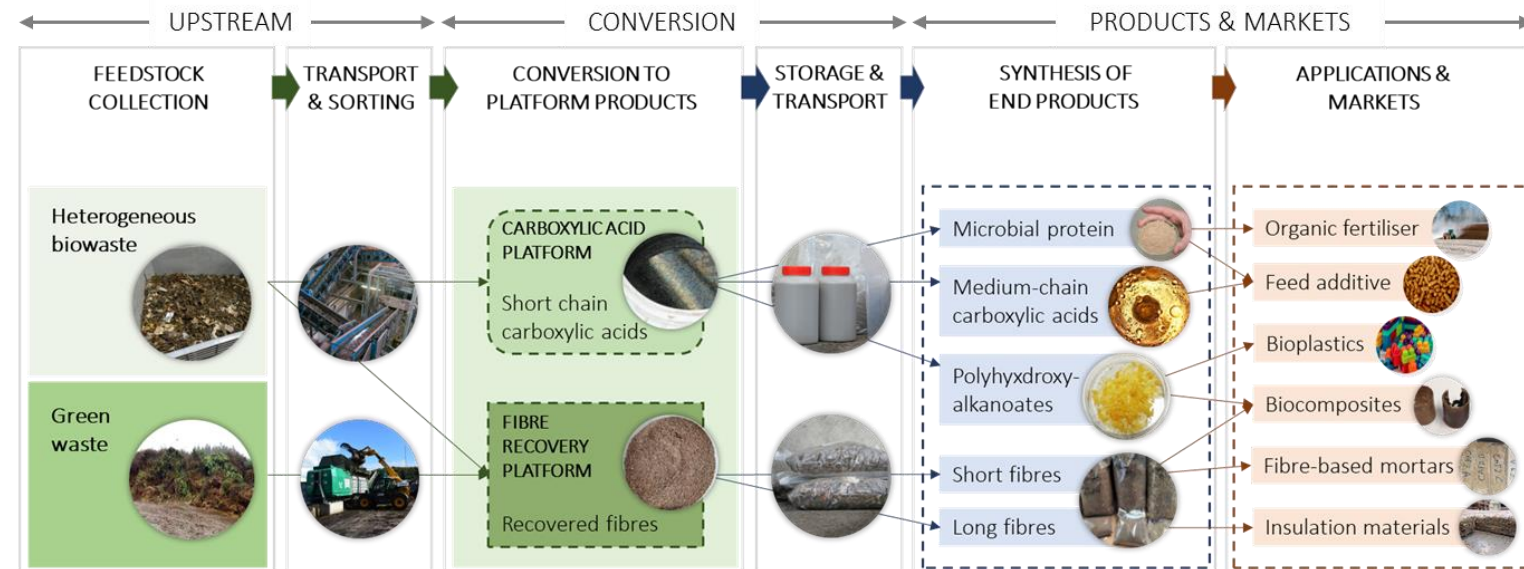 UPSTREAM
CONVERSION
PRODUCTS & MARKETS
FEEDSTOCK
COLLECTION
TRANSPORT
& SORTING
CONVERSION TO
PLATFORM PRODUCTS
STORAGE &
TRANSPORT
SYNTHESIS OF
END PRODUCTS
APPLICATIONS &
MARKETS
Heterogeneous
biowaste
Green
waste
CARBOXYLIC ACID
PLATFORM
Short chain
carboxylic acids
FIBRE
RECOVERY
PLATFORM
Recovered fibres
Microbial protein
Medium-chain
carboxylic acids
Polyhyxdroxy-
alkanoates
Short fibres
Long fibres
Organic fertiliser
Feed additive
Bioplastics
Biocomposites
Fibre-based mortars
Insulation materials